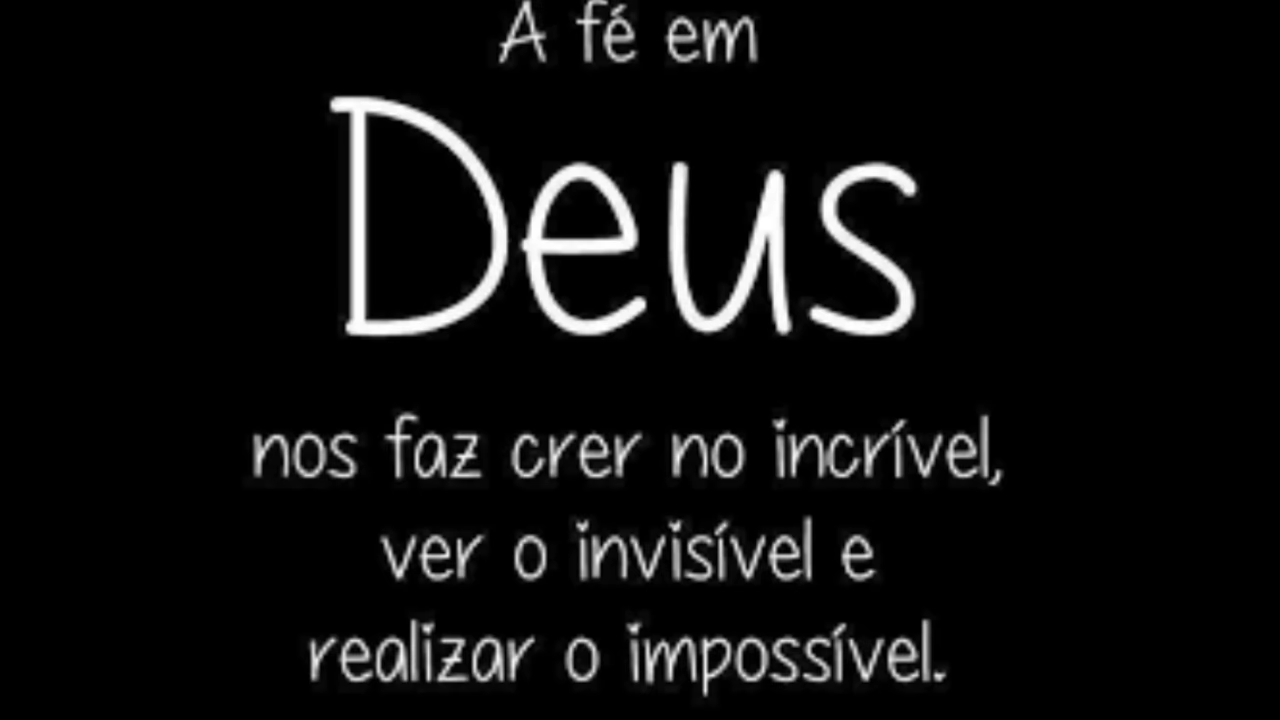 A fé em
Deus
nos faz crer no incrível,
ver o invisível e
realizar o impossível.